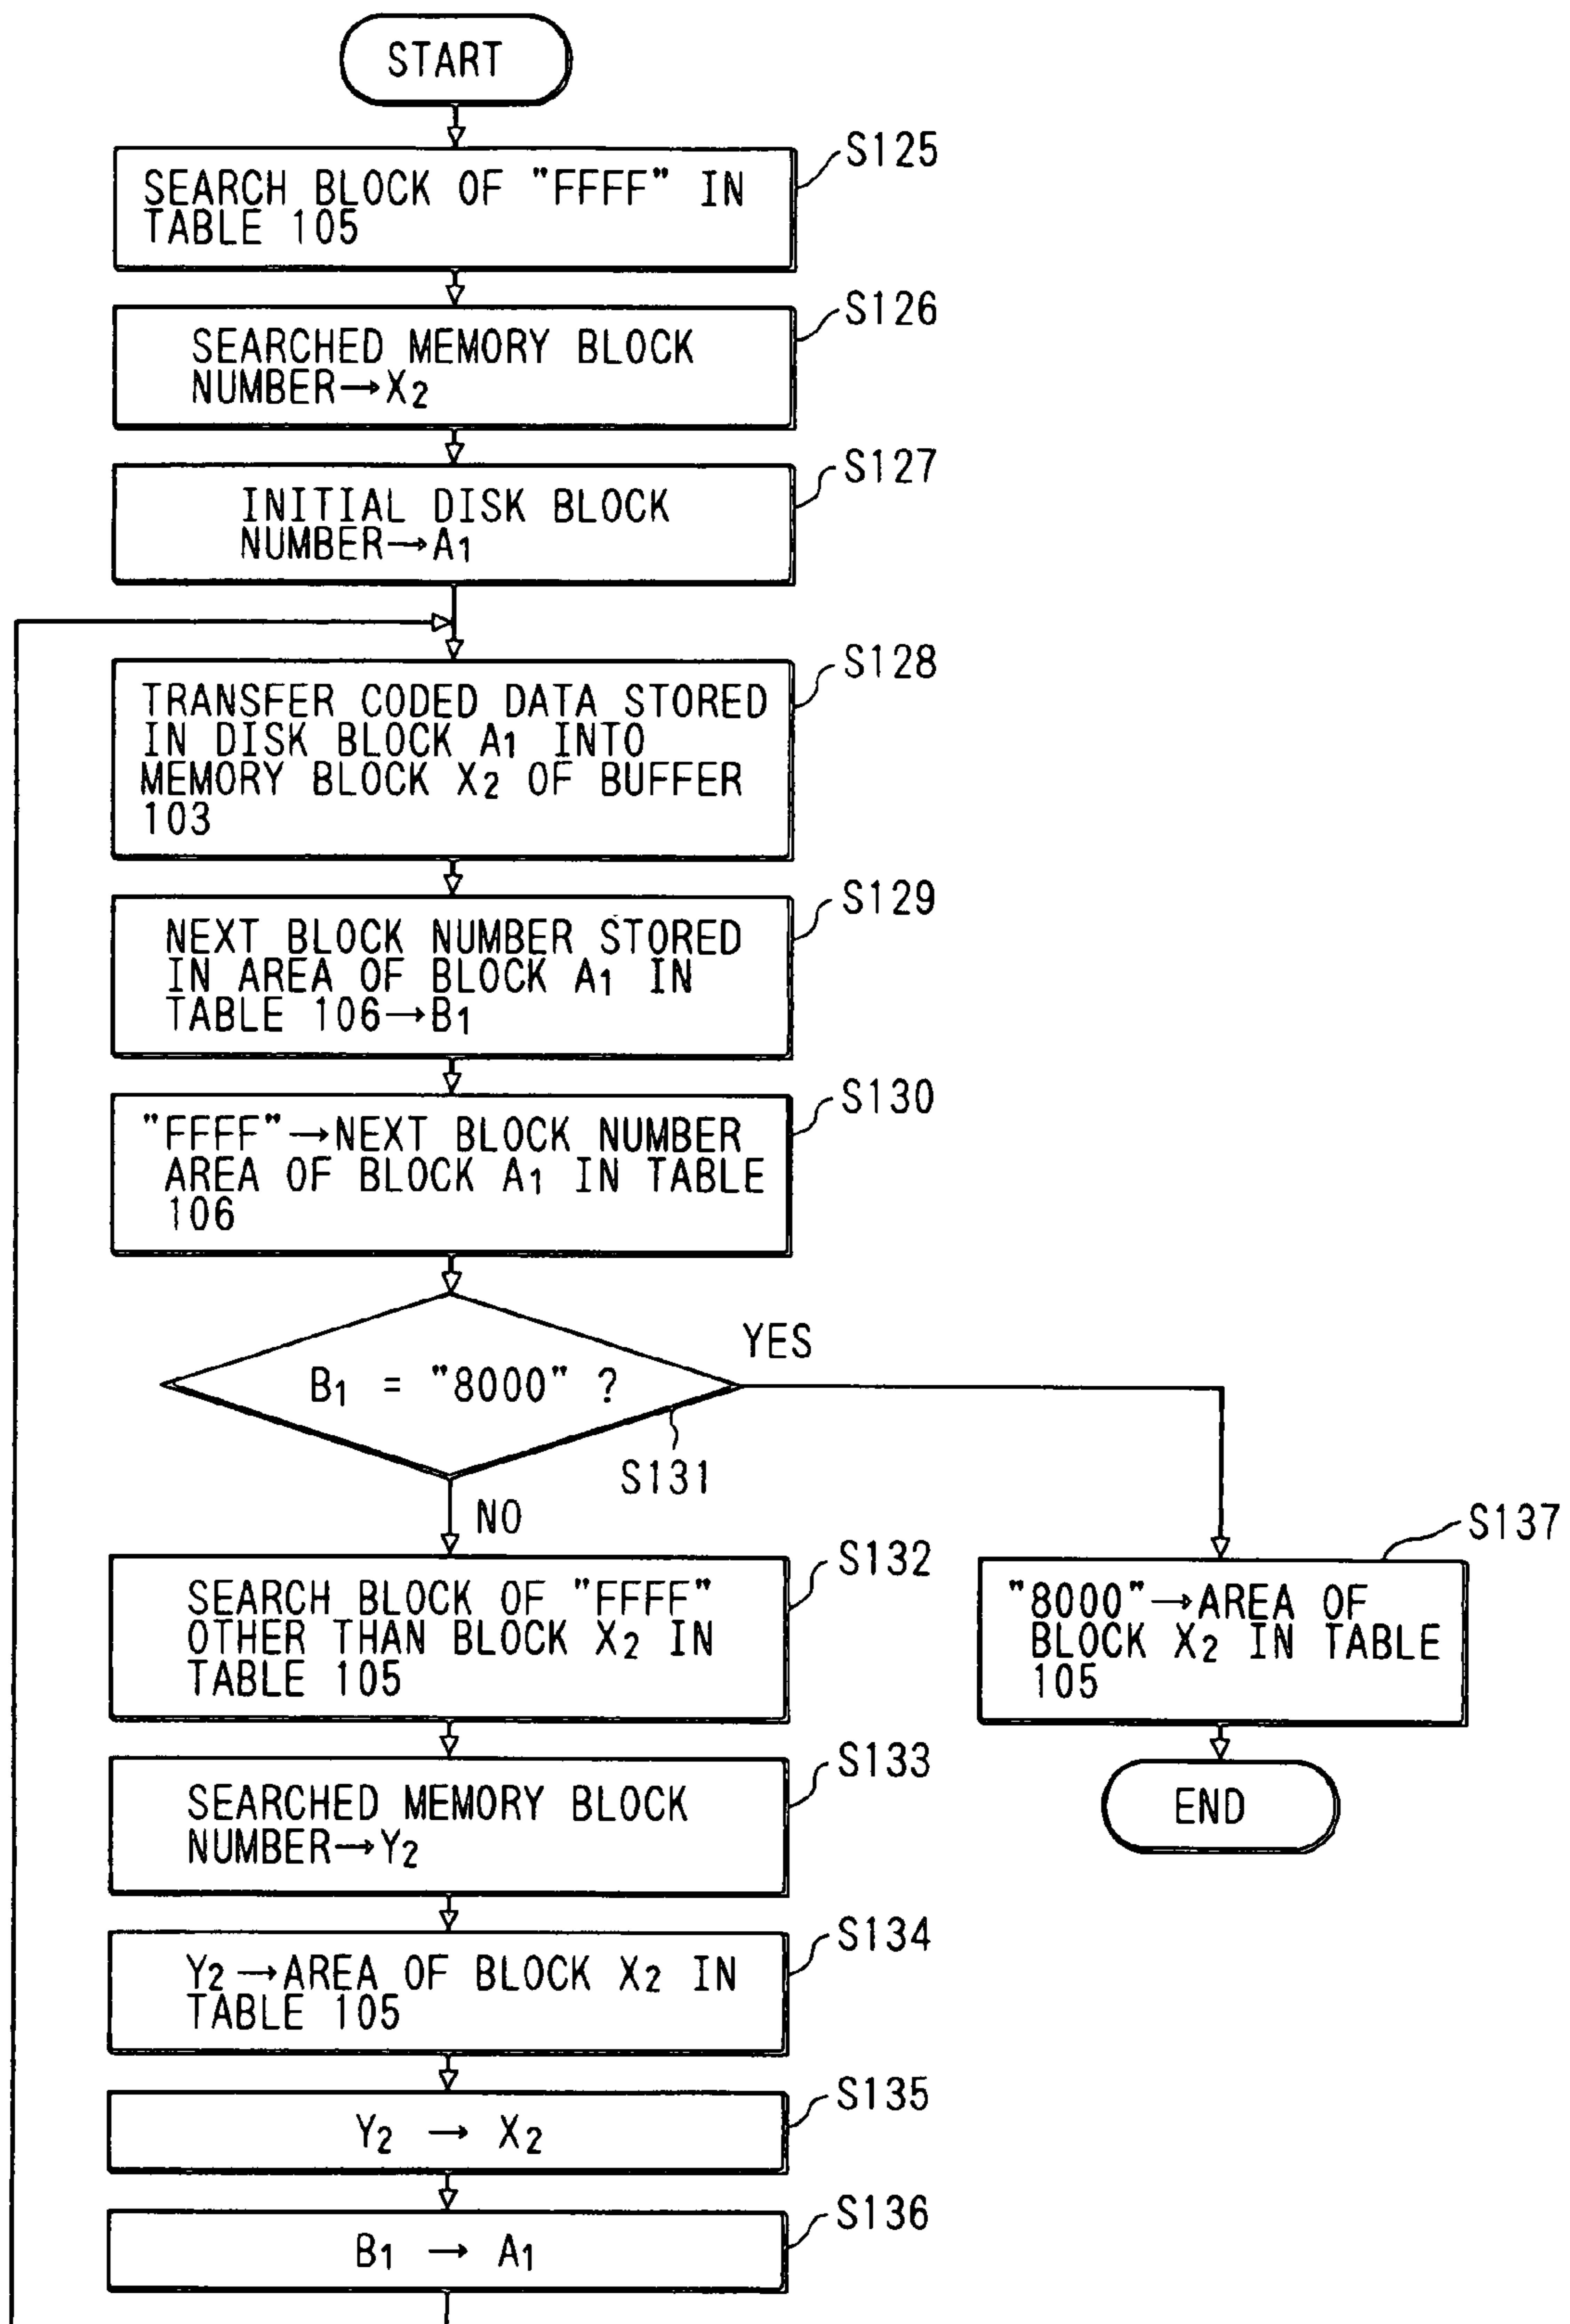 START
S125
SEARCH BLOCK OF "FFFF" IN
TABLE 105
S126
SEARCHED MEMORY BLOCK
NUMBER→X2
S127
INITIAL DISK BLOCK
NUMBER→A1
S128
TRANSFER CODED DATA STORED
IN DISK BLOCK A1 INTO
MEMORY BLOCK X2 OF BUFFER
103
S129
NEXT BLOCK NUMBER STORED
IN AREA OF BLOCK A1 IN
TABLE 106→B1
S130
"FFFF"→NEXT BLOCK NUMBER
AREA OF BLOCK A1 IN TABLE
106
YES
B1 = "8000" ?
S131
NO
S132
SEARCH BLOCK OF "FFFF"
OTHER THAN BLOCK X2 IN
TABLE 105
S137
"8000"→AREA OF
BLOCK X2 IN TABLE
105
S133
SEARCHED MEMORY BLOCK
NUMBER→Y2
END
S134
Y2→AREA OF BLOCK X2 IN
TABLE 105
S135
Y2 → X2
S136
B1 → A1